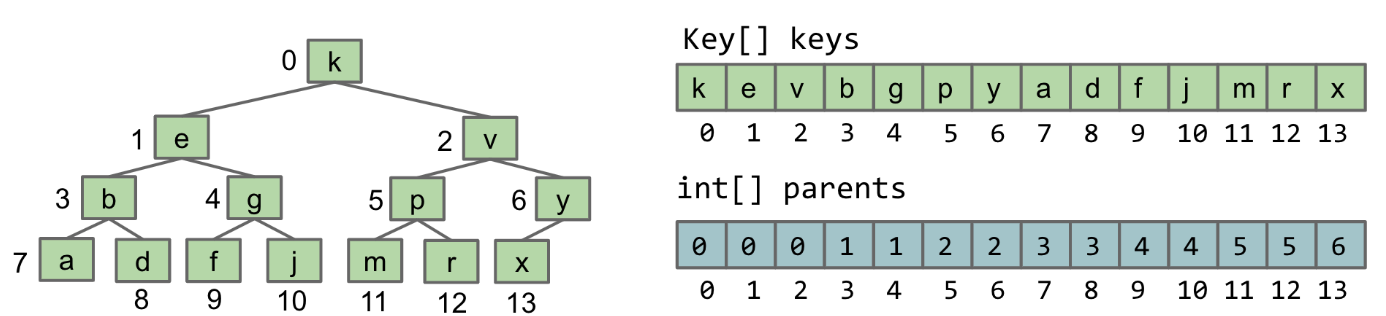 0 k
1 e 2 v
3 b 4 g 5 p 6 y
7 a d f j m r x
8 9 10 11 12 13
Key[] keys
k e v b g p y a d f j m r x
0 1 2 3 4 5 6 7 8 9 10 11 12 13
int[] parents
0 0 0 1 1 2 2 3 3 4 4 5 5 6
0 1 2 3 4 5 6 7 8 9 10 11 12 13